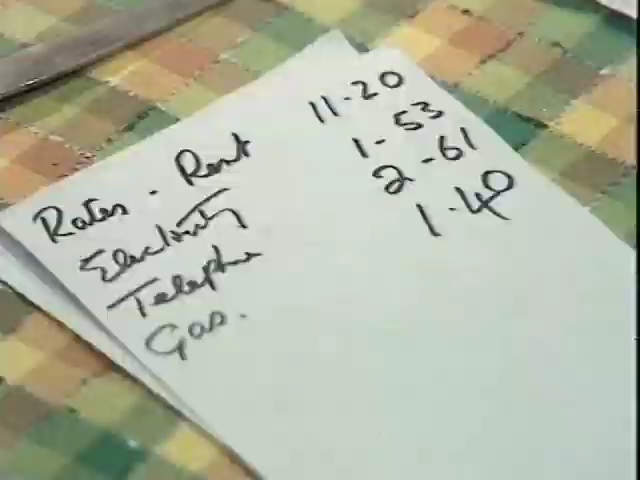 Rates - Rent 11-20
Electricity 1-53
Telephone 2-61
Gas. 1.40